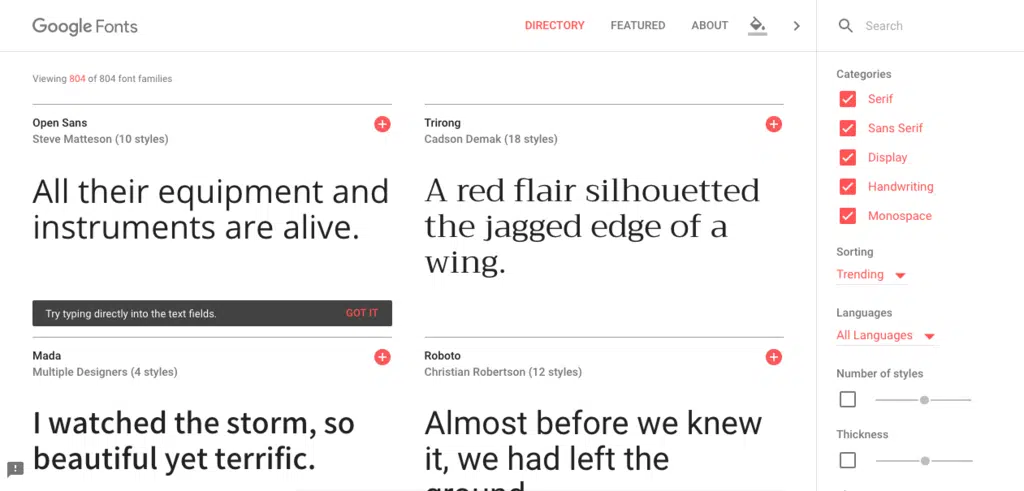 Google Fonts
DIRECTORY FEATURED ABOUT
Search
Viewing 804 of 804 font families
Open Sans
Steve Matteson (10 styles)
All their equipment and
instruments are alive.
Try typing directly into the text fields.
GOT IT
Trirong
Cadson Demak (18 styles)
A red flair silhouetted
the jagged edge of a
wing.
Mada
Multiple Designers (4 styles)
I watched the storm, so
beautiful yet terrific.
Roboto
Christian Robertson (12 styles)
Almost before we knew
it, we had left the
ground
Categories
Serif
Sans Serif
Display
Handwriting
Monospace
Sorting
Trending
Languages
All Languages
Number of styles
Thickness